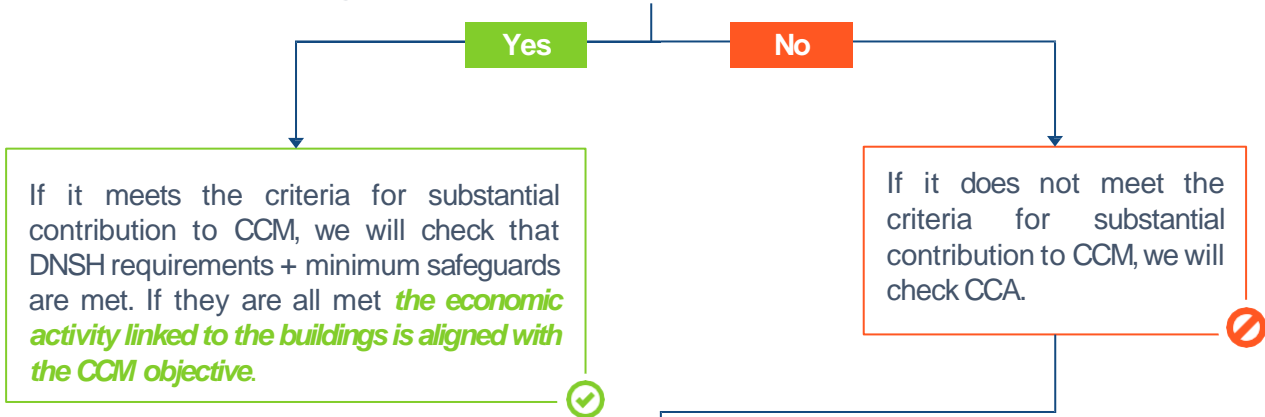 Yes
No
If it meets the criteria for substantial
contribution to CCM, we will check that
DNSH requirements + minimum safeguards
are met. If they are all met the economic
activity linked to the buildings is aligned with
the CCM objective.
If it does not meet the
criteria for substantial
contribution to CCM, we will
check CCA.